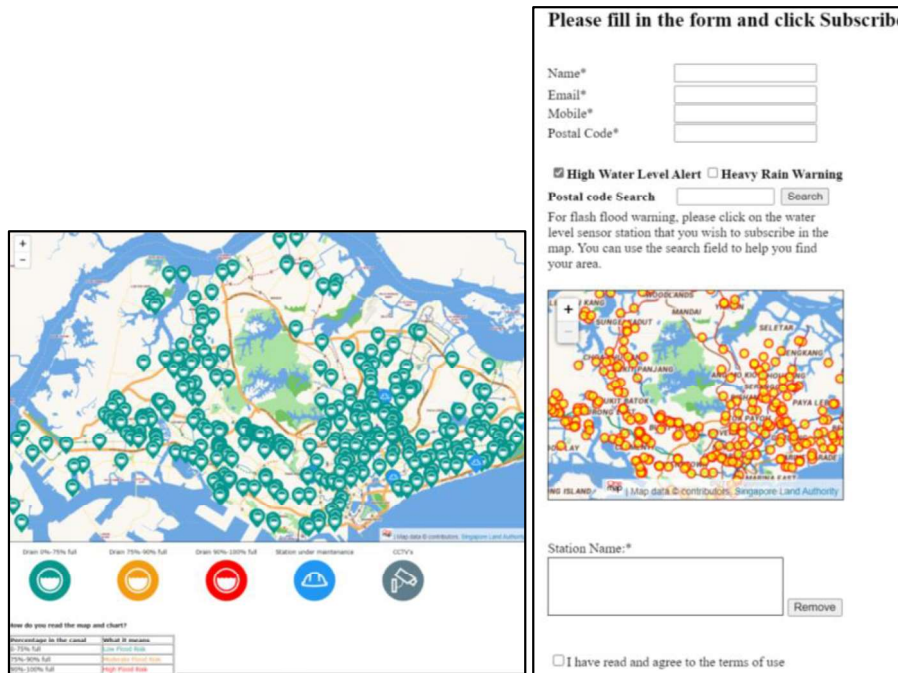 +
−
| Map data © contributors, Singapore Land Authority
Drain 0%-75% full
Drain 75%-90% full
Drain 90%-100% full
Station under maintenance
CCTV's
How do you read the map and chart?
Percentage in the canal What it means
0-75% full Low Flood Risk
75%-90% full Moderate Flood Risk
90%-100% full High Flood Risk
Please fill in the form and click Subscribe
Name*
Email*
Mobile*
Postal Code*
High Water Level Alert Heavy Rain Warning
Postal code Search Search
For flash flood warning, please click on the water
level sensor station that you wish to subscribe in the
map. You can use the search field to help you find
your area.
+
−
WOODLANDS
MANDAI
SELETAR
| Map data © contributors, Singapore Land Authority
Station Name:*
Remove
I have read and agree to the terms of use